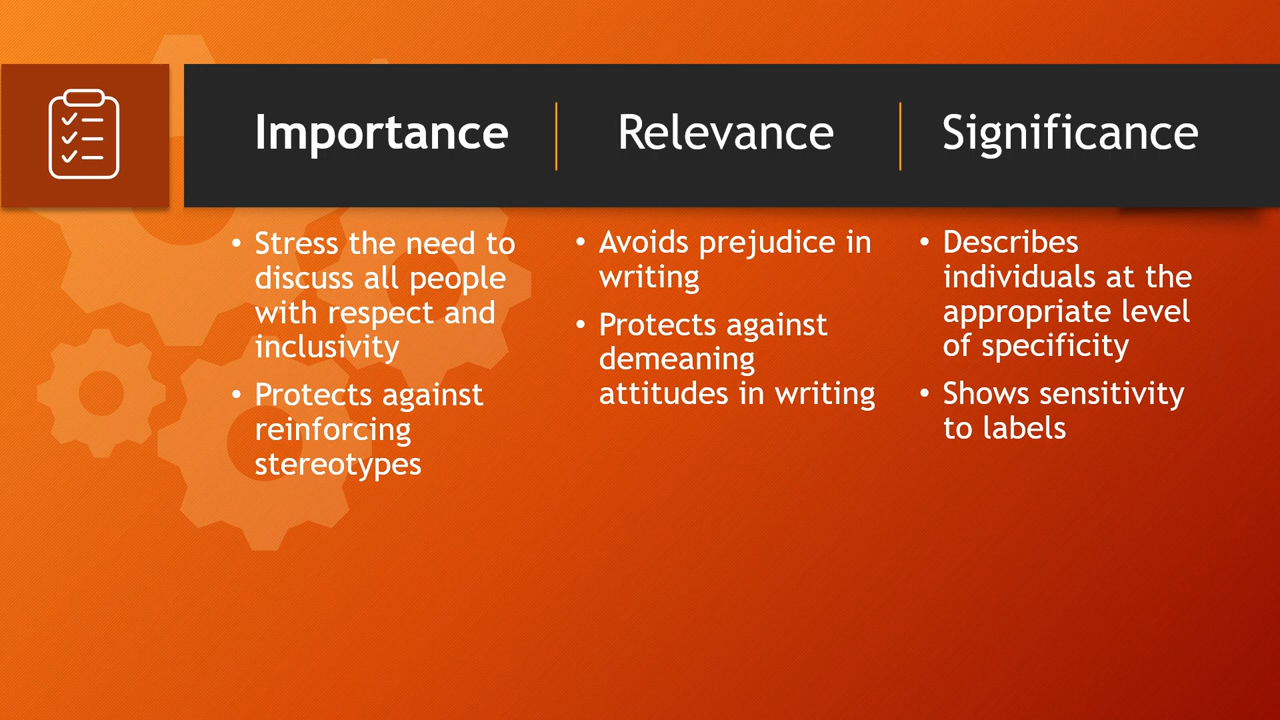 Importance
Relevance
Significance
• Stress the need to
discuss all people
with respect and
inclusivity
• Protects against
reinforcing
stereotypes
• Avoids prejudice in
writing
• Protects against
demeaning
attitudes in writing
• Describes
individuals at the
appropriate level
of specificity
• Shows sensitivity
to labels